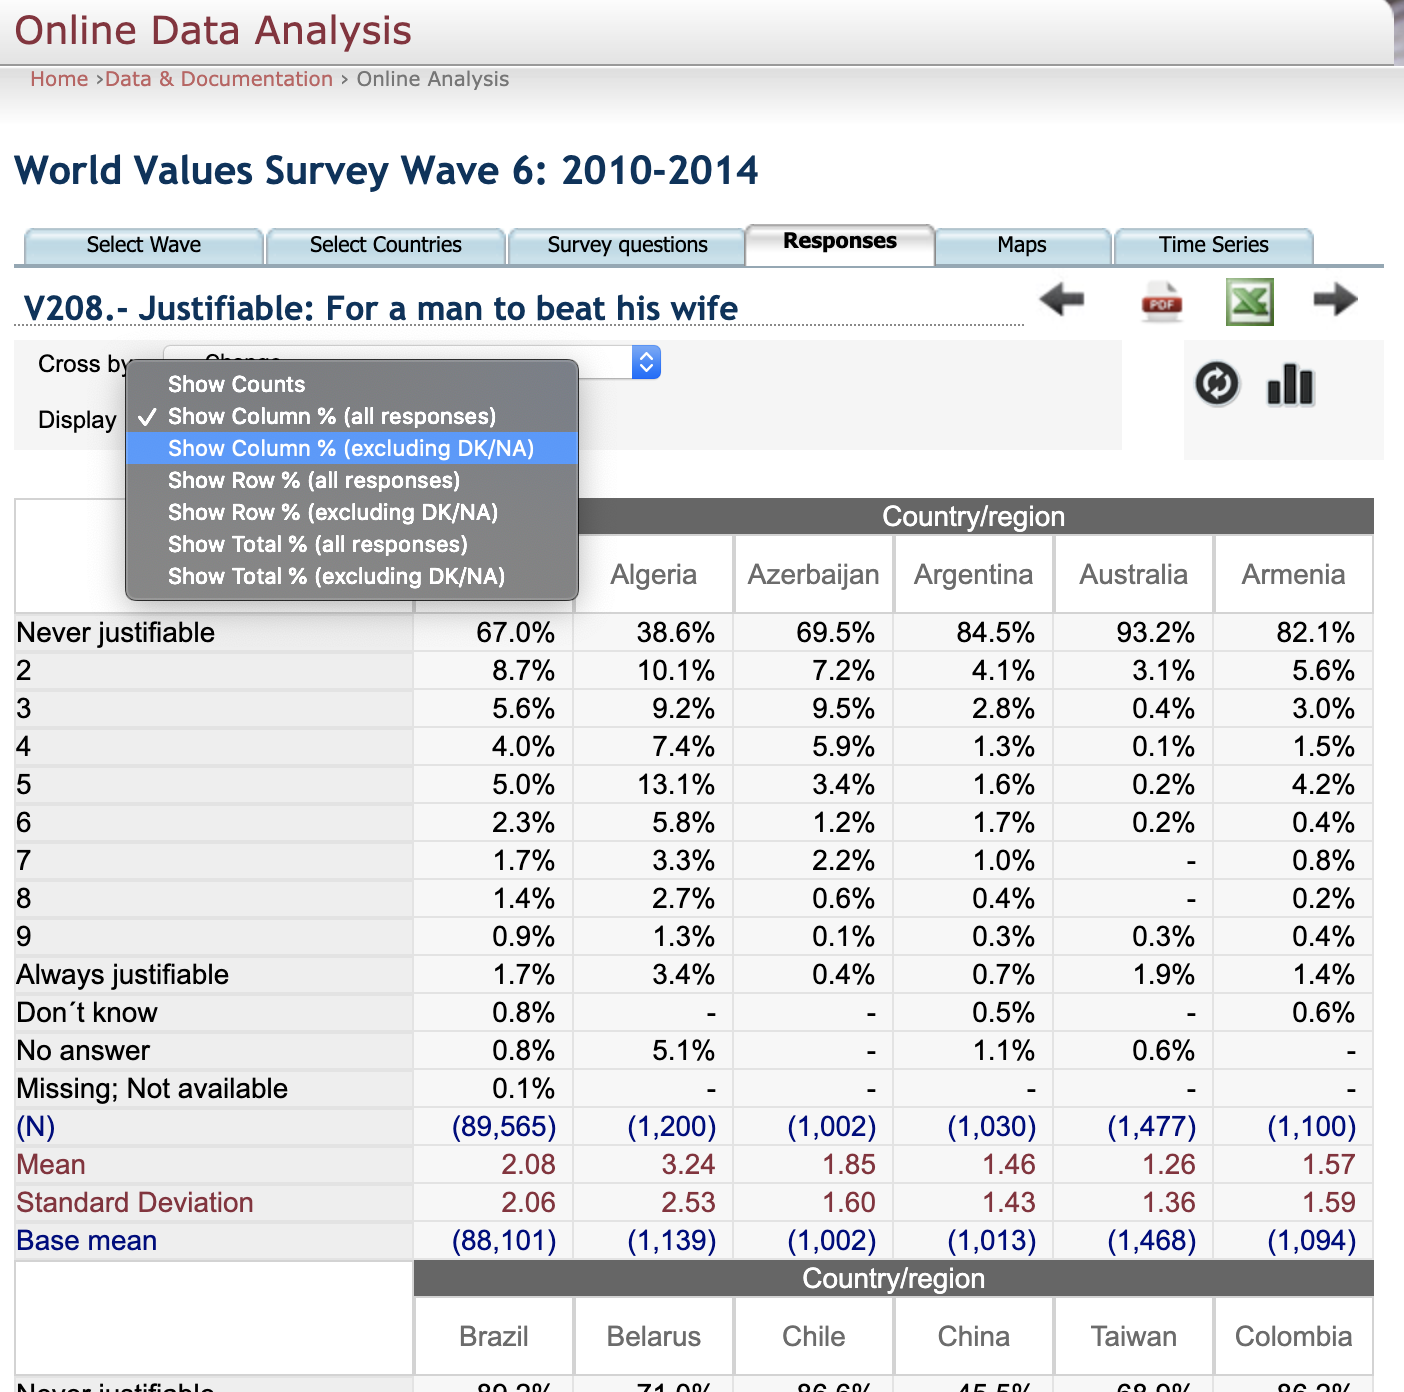 Online Data Analysis
Home ›Data & Documentation › Online Analysis
World Values Survey Wave 6: 2010-2014
Select Wave Select Countries Survey questions Responses Maps Time Series
V208.- Justifiable: For a man to beat his wife
PDF
Cross by Change
Show Counts
Display ✓ Show Column % (all responses)
Show Column % (excluding DK/NA)
Show Row % (all responses)
Show Row % (excluding DK/NA)
Show Total % (all responses)
Show Total % (excluding DK/NA)
Country/region
Algeria Azerbaijan Argentina Australia Armenia
Never justifiable 67.0% 38.6% 69.5% 84.5% 93.2% 82.1%
2 8.7% 10.1% 7.2% 4.1% 3.1% 5.6%
3 5.6% 9.2% 9.5% 2.8% 0.4% 3.0%
4 4.0% 7.4% 5.9% 1.3% 0.1% 1.5%
5 5.0% 13.1% 3.4% 1.6% 0.2% 4.2%
6 2.3% 5.8% 1.2% 1.7% 0.2% 0.4%
7 1.7% 3.3% 2.2% 1.0% - 0.8%
8 1.4% 2.7% 0.6% 0.4% - 0.2%
9 0.9% 1.3% 0.1% 0.3% 0.3% 0.4%
Always justifiable 1.7% 3.4% 0.4% 0.7% 1.9% 1.4%
Don´t know 0.8% - - 0.5% - 0.6%
No answer 0.8% 5.1% - 1.1% 0.6% -
Missing; Not available 0.1% - - - - -
(N) (89,565) (1,200) (1,002) (1,030) (1,477) (1,100)
Mean 2.08 3.24 1.85 1.46 1.26 1.57
Standard Deviation 2.06 2.53 1.60 1.43 1.36 1.59
Base mean (88,101) (1,139) (1,002) (1,013) (1,468) (1,094)
Country/region
Brazil Belarus Chile China Taiwan Colombia
Never justifiable